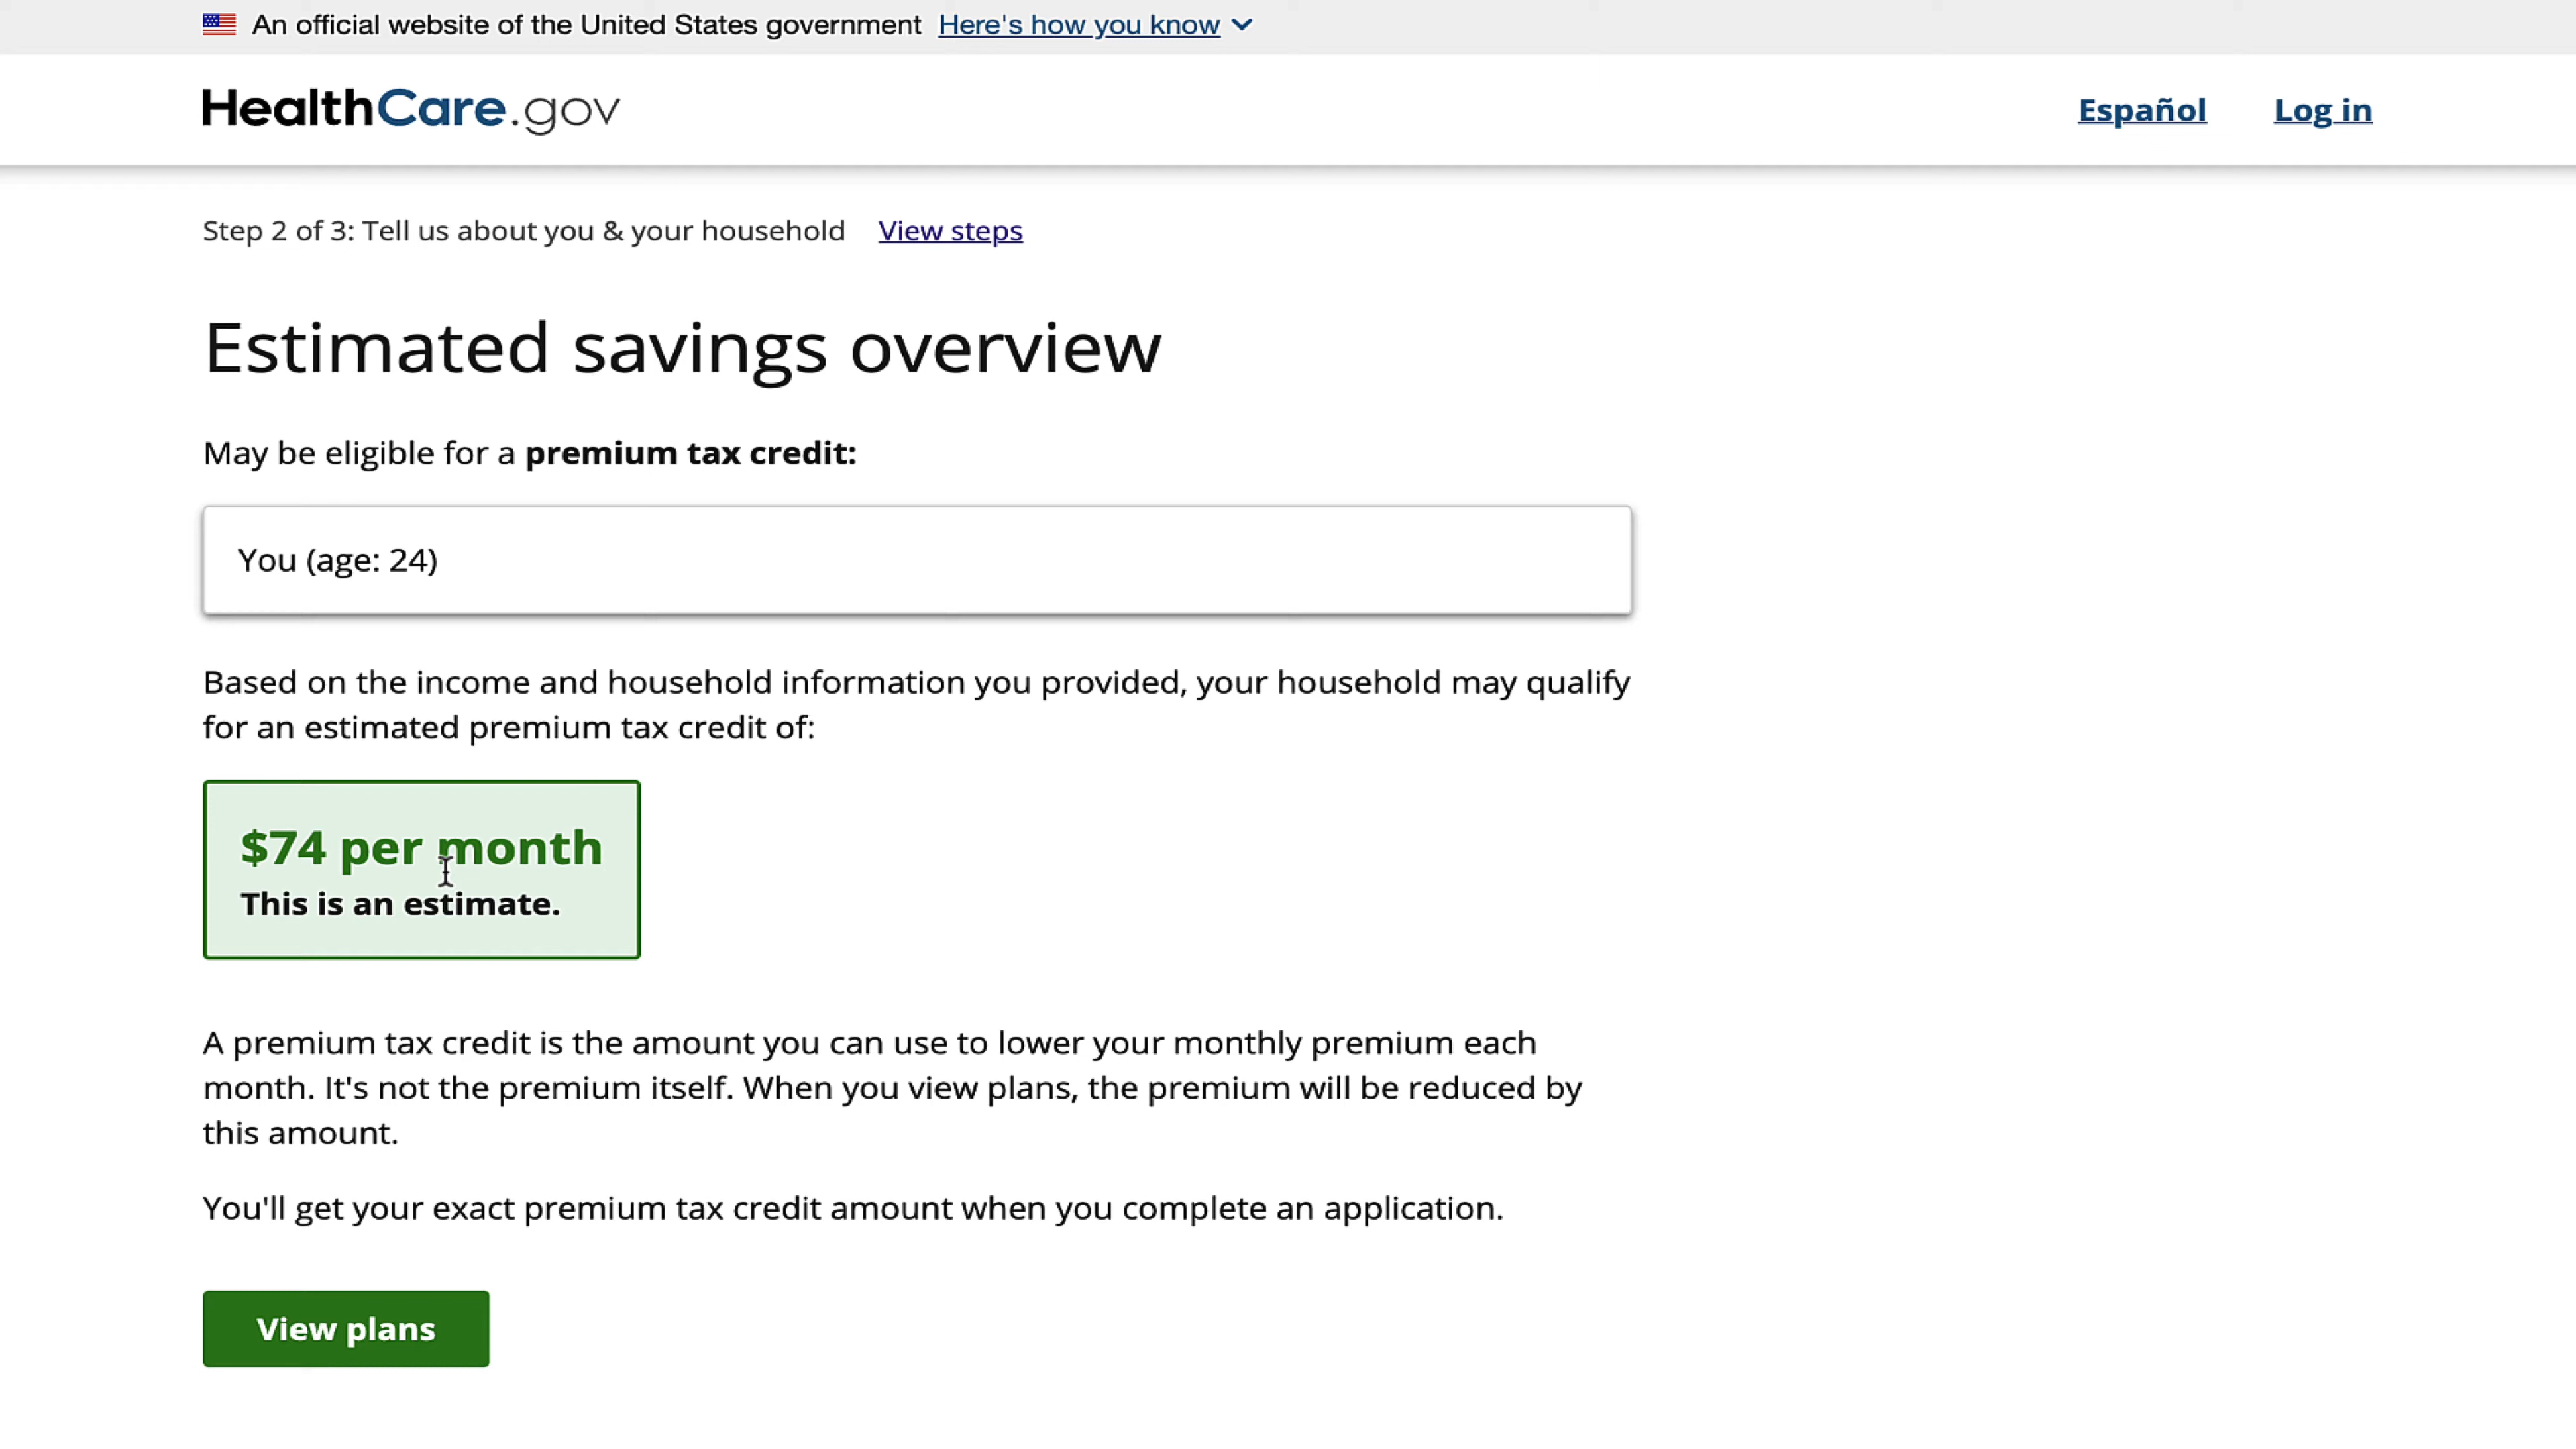 An official website of the United States government Here's how you know
HealthCare.gov
Español Log in
Step 2 of 3: Tell us about you & your household View steps
Estimated savings overview
May be eligible for a premium tax credit:
You (age: 24)
Based on the income and household information you provided, your household may qualify
for an estimated premium tax credit of:
$74 per month
This is an estimate.
A premium tax credit is the amount you can use to lower your monthly premium each
month. It's not the premium itself. When you view plans, the premium will be reduced by
this amount.
You'll get your exact premium tax credit amount when you complete an application.
View plans